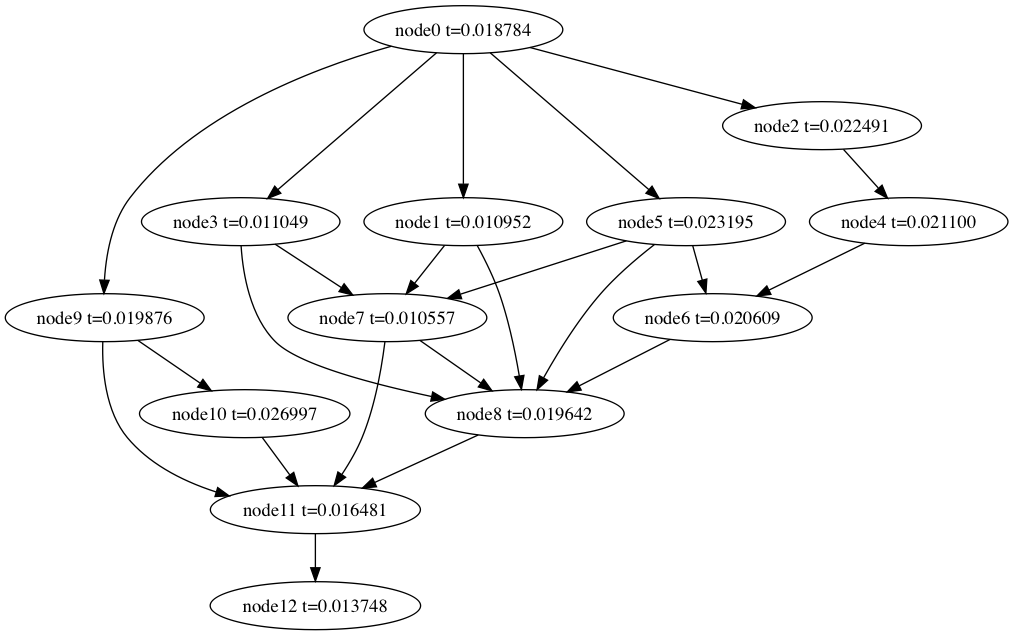 node0 t=0.018784
node2 t=0.022491
node3 t=0.011049
node1 t=0.010952
node5 t=0.023195
node4 t=0.021100
node9 t=0.019876
node7 t=0.010557
node6 t=0.020609
node10 t=0.026997
node8 t=0.019642
node11 t=0.016481
node12 t=0.013748